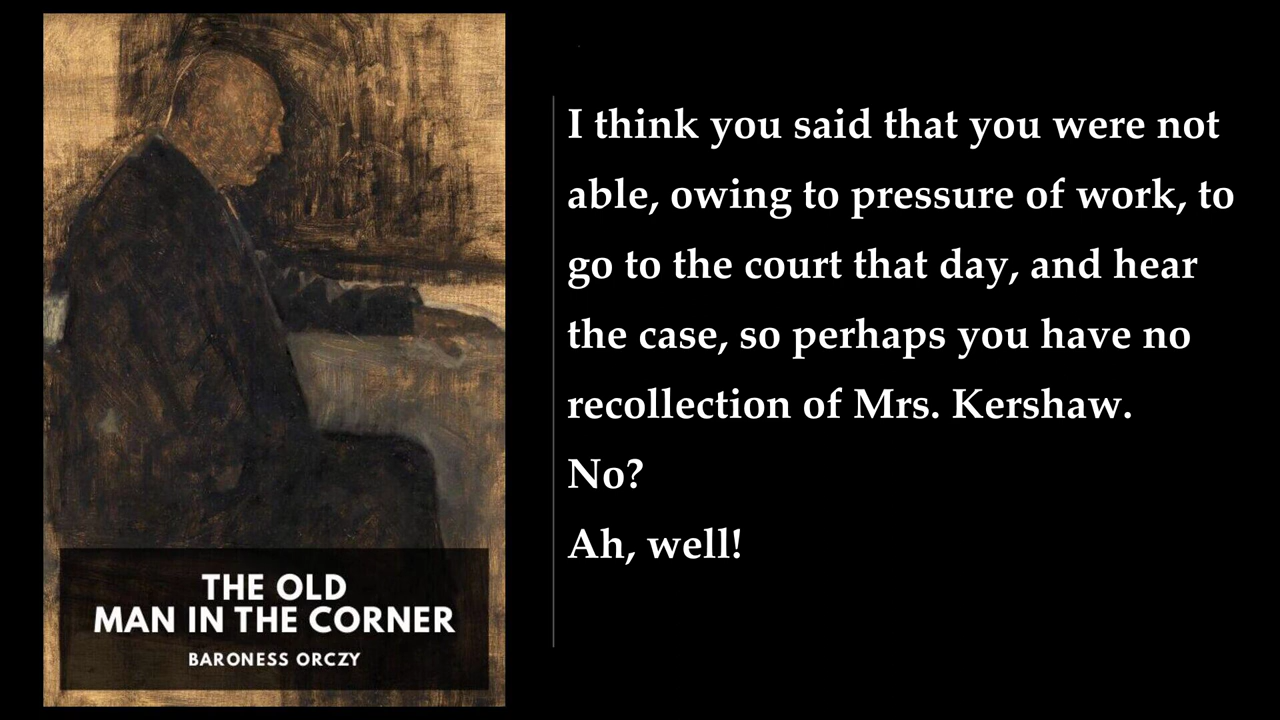 THE OLD
MAN IN THE CORNER
BARONESS ORCZY
I think you said that you were not
able, owing to pressure of work, to
go to the court that day, and hear
the case, so perhaps you have no
recollection of Mrs. Kershaw.
No?
Ah, well!